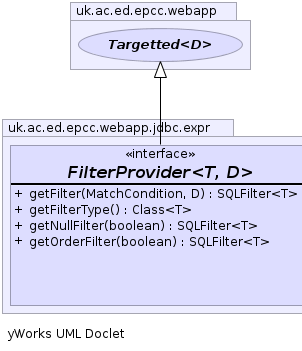 uk.ac.ed.epcc.webapp
Targetted<D>
uk.ac.ed.epcc.webapp.jdbc.expr
«interface»
FilterProvider<T, D>
+ getFilter(MatchCondition, D) : SQLFilter<T>
+ getFilterType() : Class<T>
+ getNullFilter(boolean) : SQLFilter<T>
+ getOrderFilter(boolean) : SQLFilter<T>
yWorks UML Doclet